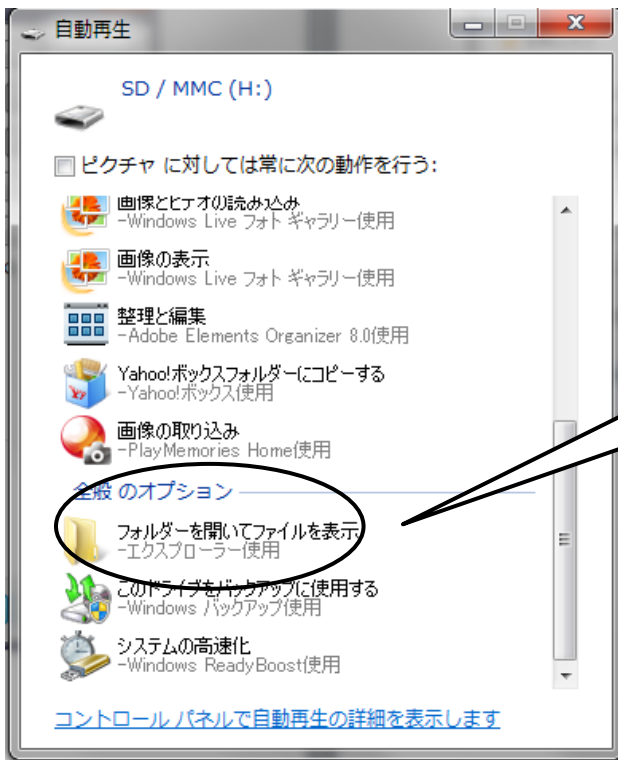 自動再生
SD / MMC (H:)
ピクチャ に対しては常に次の動作を行う:
画像とビデオの読み込み
-Windows Live フォト ギャラリー使用
画像の表示
-Windows Live フォト ギャラリー使用
整理と編集
-Adobe Elements Organizer 8.0使用
Yahoo!ボックスフォルダーにコピーする
-Yahoo!ボックス使用
画像の取り込み
-PlayMemories Home使用
全般 のオプション
フォルダーを開いてファイルを表示
-エクスプローラー使用
このドライブをバックアップに使用する
-Windows バックアップ使用
システムの高速化
-Windows ReadyBoost使用
コントロール パネルで自動再生の詳細を表示します